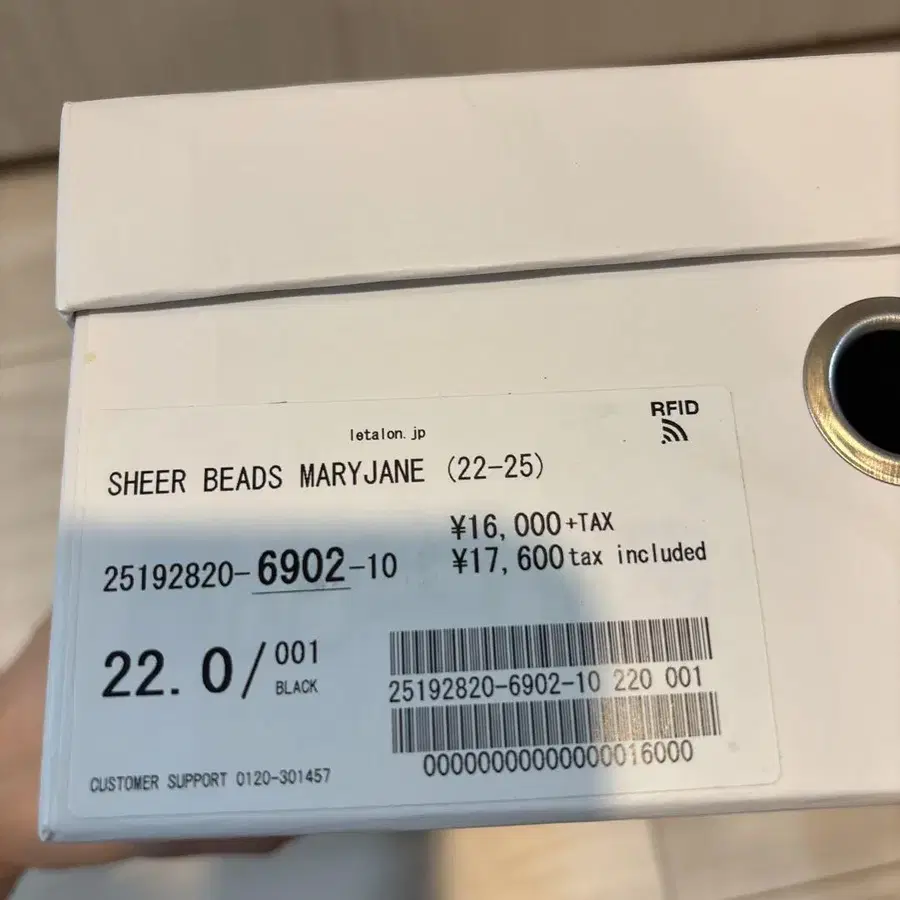 RFID
letalon.jp
SHEER BEADS MARYJANE (22-25)
¥16,000+TAX
¥17,600 tax included
25192820-6902-10
22.0/001
BLACK
25192820-6902-10 220 001
00000000000000016000
CUSTOMER SUPPORT 0120-301457